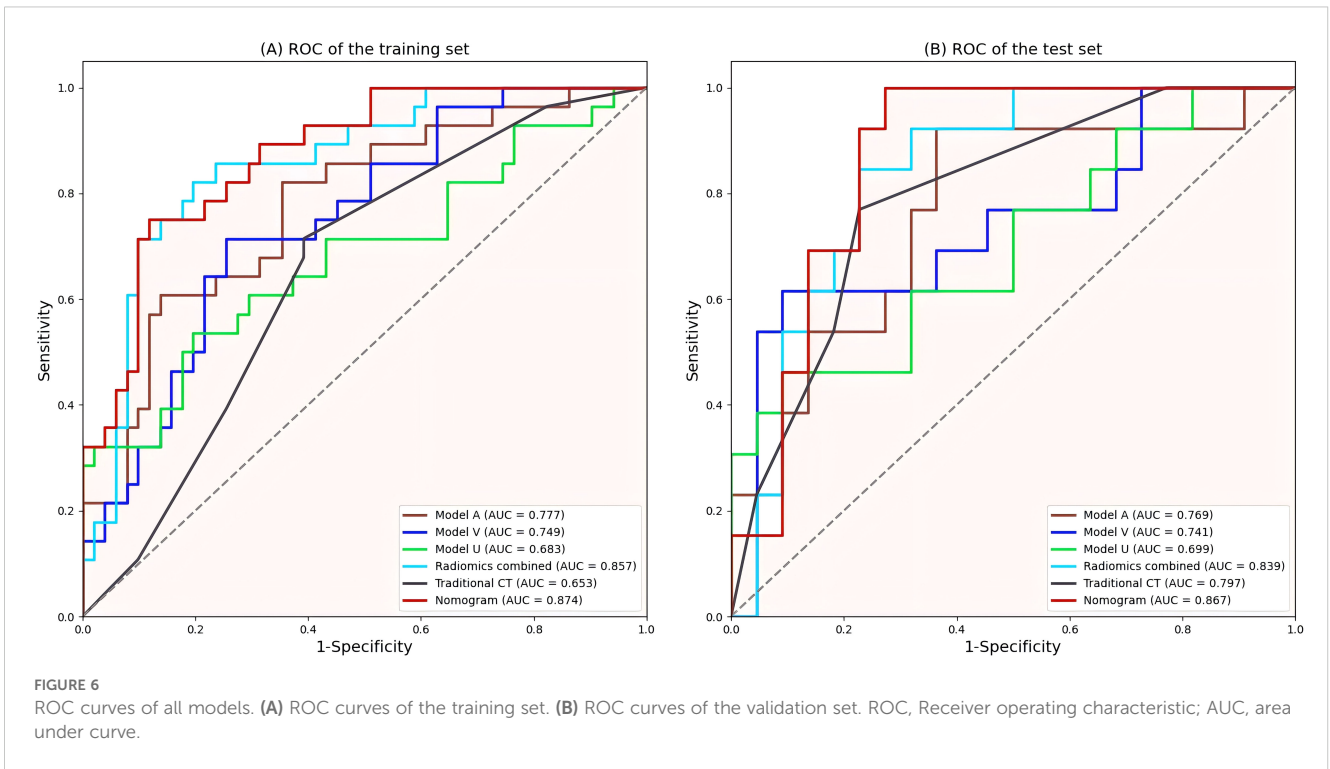 (A) ROC of the training set
1.0
0.8
0.6
0.4
0.2
0.0
Sensitivity
0.0 0.2 0.4 0.6 0.8 1.0
1-Specificity
Model A (AUC = 0.777)
Model V (AUC = 0.749)
Model U (AUC = 0.683)
Radiomics combined (AUC = 0.857)
Traditional CT (AUC = 0.653)
Nomogram (AUC = 0.874)
(B) ROC of the test set
1.0
0.8
0.6
0.4
0.2
0.0
Sensitivity
0.0 0.2 0.4 0.6 0.8 1.0
1-Specificity
Model A (AUC = 0.769)
Model V (AUC = 0.741)
Model U (AUC = 0.699)
Radiomics combined (AUC = 0.839)
Traditional CT (AUC = 0.797)
Nomogram (AUC = 0.867)
FIGURE 6
ROC curves of all models. (A) ROC curves of the training set. (B) ROC curves of the validation set. ROC, Receiver operating characteristic; AUC, area
under curve.